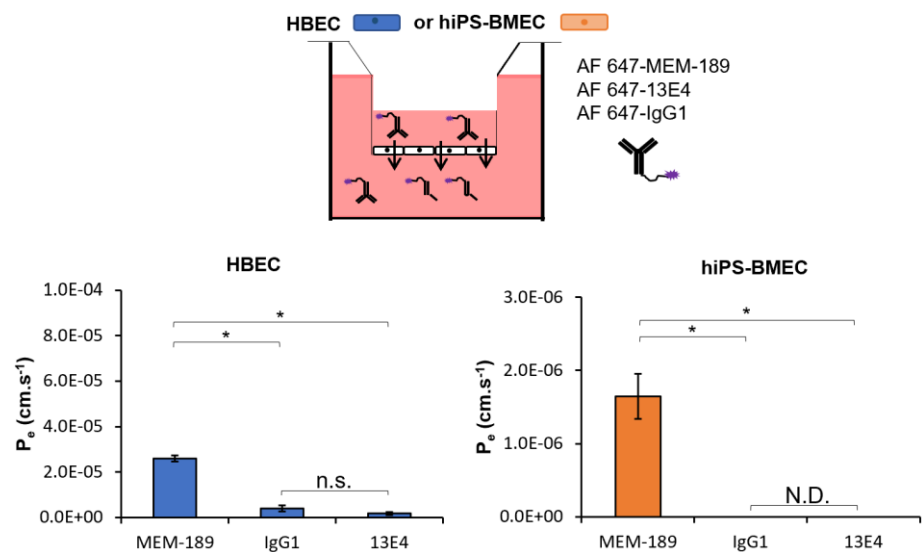 HBEC or hiPS-BMEC
AF 647-MEM-189
AF 647-13E4
AF 647-IgG1
HBEC
Pe (cm.s-1)
1.0E-04
8.0E-05
6.0E-05
4.0E-05
2.0E-05
0.0E+00
*
*
n.s.
MEM-189 IgG1 13E4
hiPS-BMEC
Pe (cm.s-1)
3.0E-06
2.0E-06
1.0E-06
0.0E+00
*
*
N.D.
MEM-189 IgG1 13E4